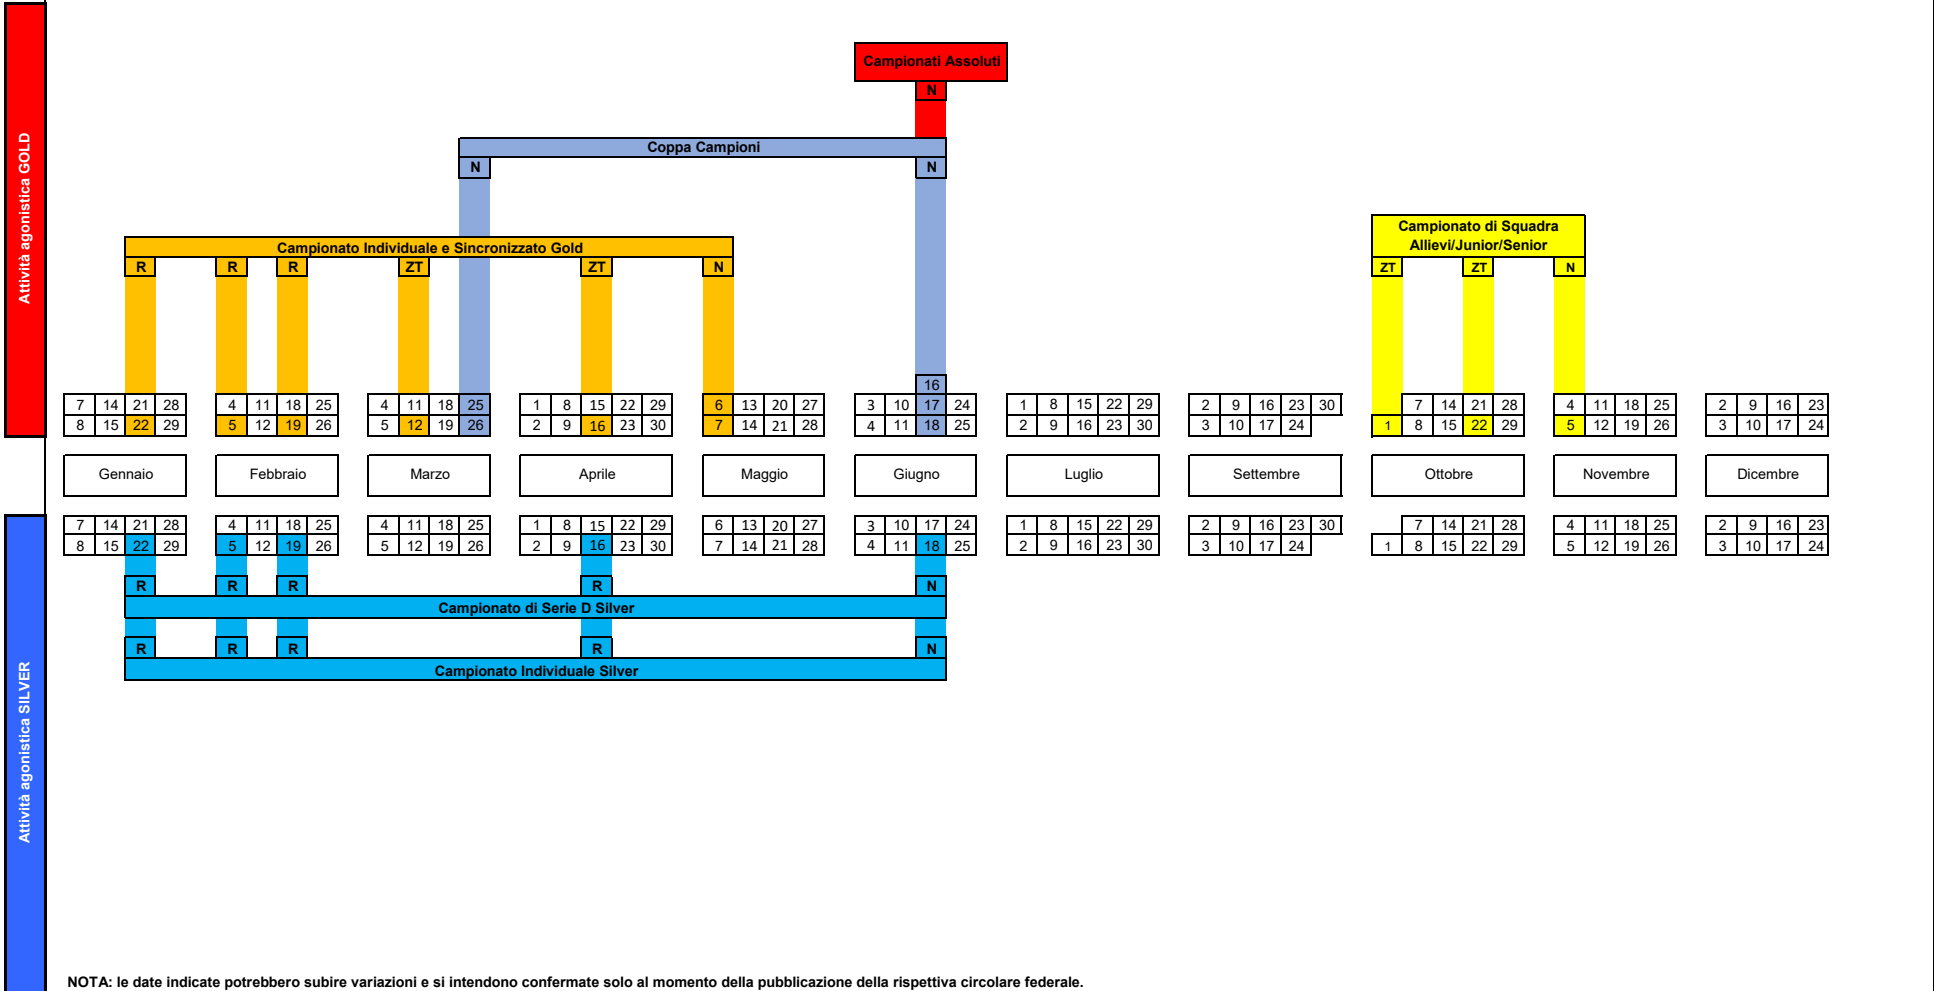 Attività agonistica GOLD
Campionati Assoluti
N
Coppa Campioni
N N
Campionato di Squadra
Allievi/Junior/Senior
Campionato Individuale e Sincronizzato Gold
R R R ZT ZT N ZT ZT N
16
7 14 21 28 4 11 18 25 4 11 18 25 1 8 15 22 29 6 13 20 27 3 10 17 24 1 8 15 22 29 2 9 16 23 30 7 14 21 28 4 11 18 25 2 9 16 23
8 15 22 29 5 12 19 26 5 12 19 26 2 9 16 23 30 7 14 21 28 4 11 18 25 2 9 16 23 30 3 10 17 24 1 8 15 22 29 5 12 19 26 3 10 17 24
Gennaio Febbraio Marzo Aprile Maggio Giugno Luglio Settembre Ottobre Novembre Dicembre
Attività agonistica SILVER
7 14 21 28 4 11 18 25 4 11 18 25 1 8 15 22 29 6 13 20 27 3 10 17 24 1 8 15 22 29 2 9 16 23 30 7 14 21 28 4 11 18 25 2 9 16 23
8 15 22 29 5 12 19 26 5 12 19 26 2 9 16 23 30 7 14 21 28 4 11 18 25 2 9 16 23 30 3 10 17 24 1 8 15 22 29 5 12 19 26 3 10 17 24
R R R R N
Campionato di Serie D Silver
R R R R N
Campionato Individuale Silver
NOTA: le date indicate potrebbero subire variazioni e si intendono confermate solo al momento della pubblicazione della rispettiva circolare federale.